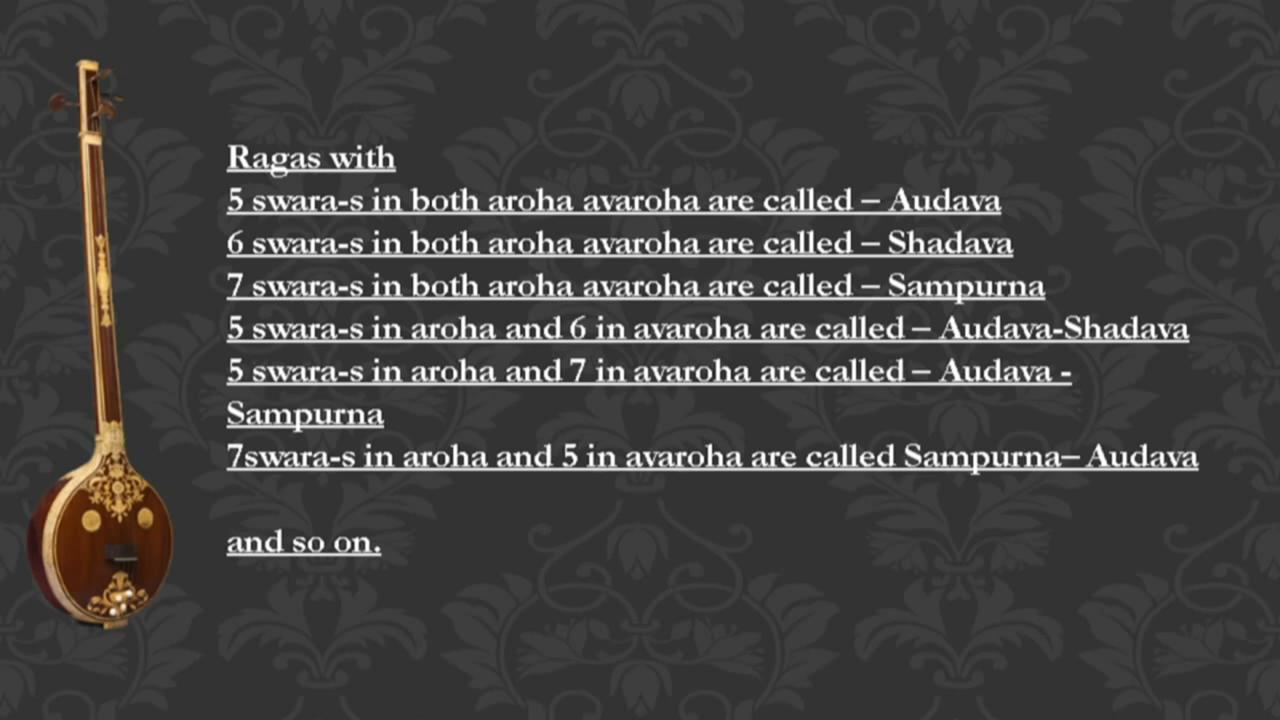 Ragas with
5 swara-s in both aroha avaroha are called – Audava
6 swara-s in both aroha avaroha are called – Shadava
7 swara-s in both aroha avaroha are called – Sampurna
5 swara-s in aroha and 6 in avaroha are called – Audava-Shadava
5 swara-s in aroha and 7 in avaroha are called – Audava -
Sampurna
7swara-s in aroha and 5 in avaroha are called Sampurna– Audava
and so on.